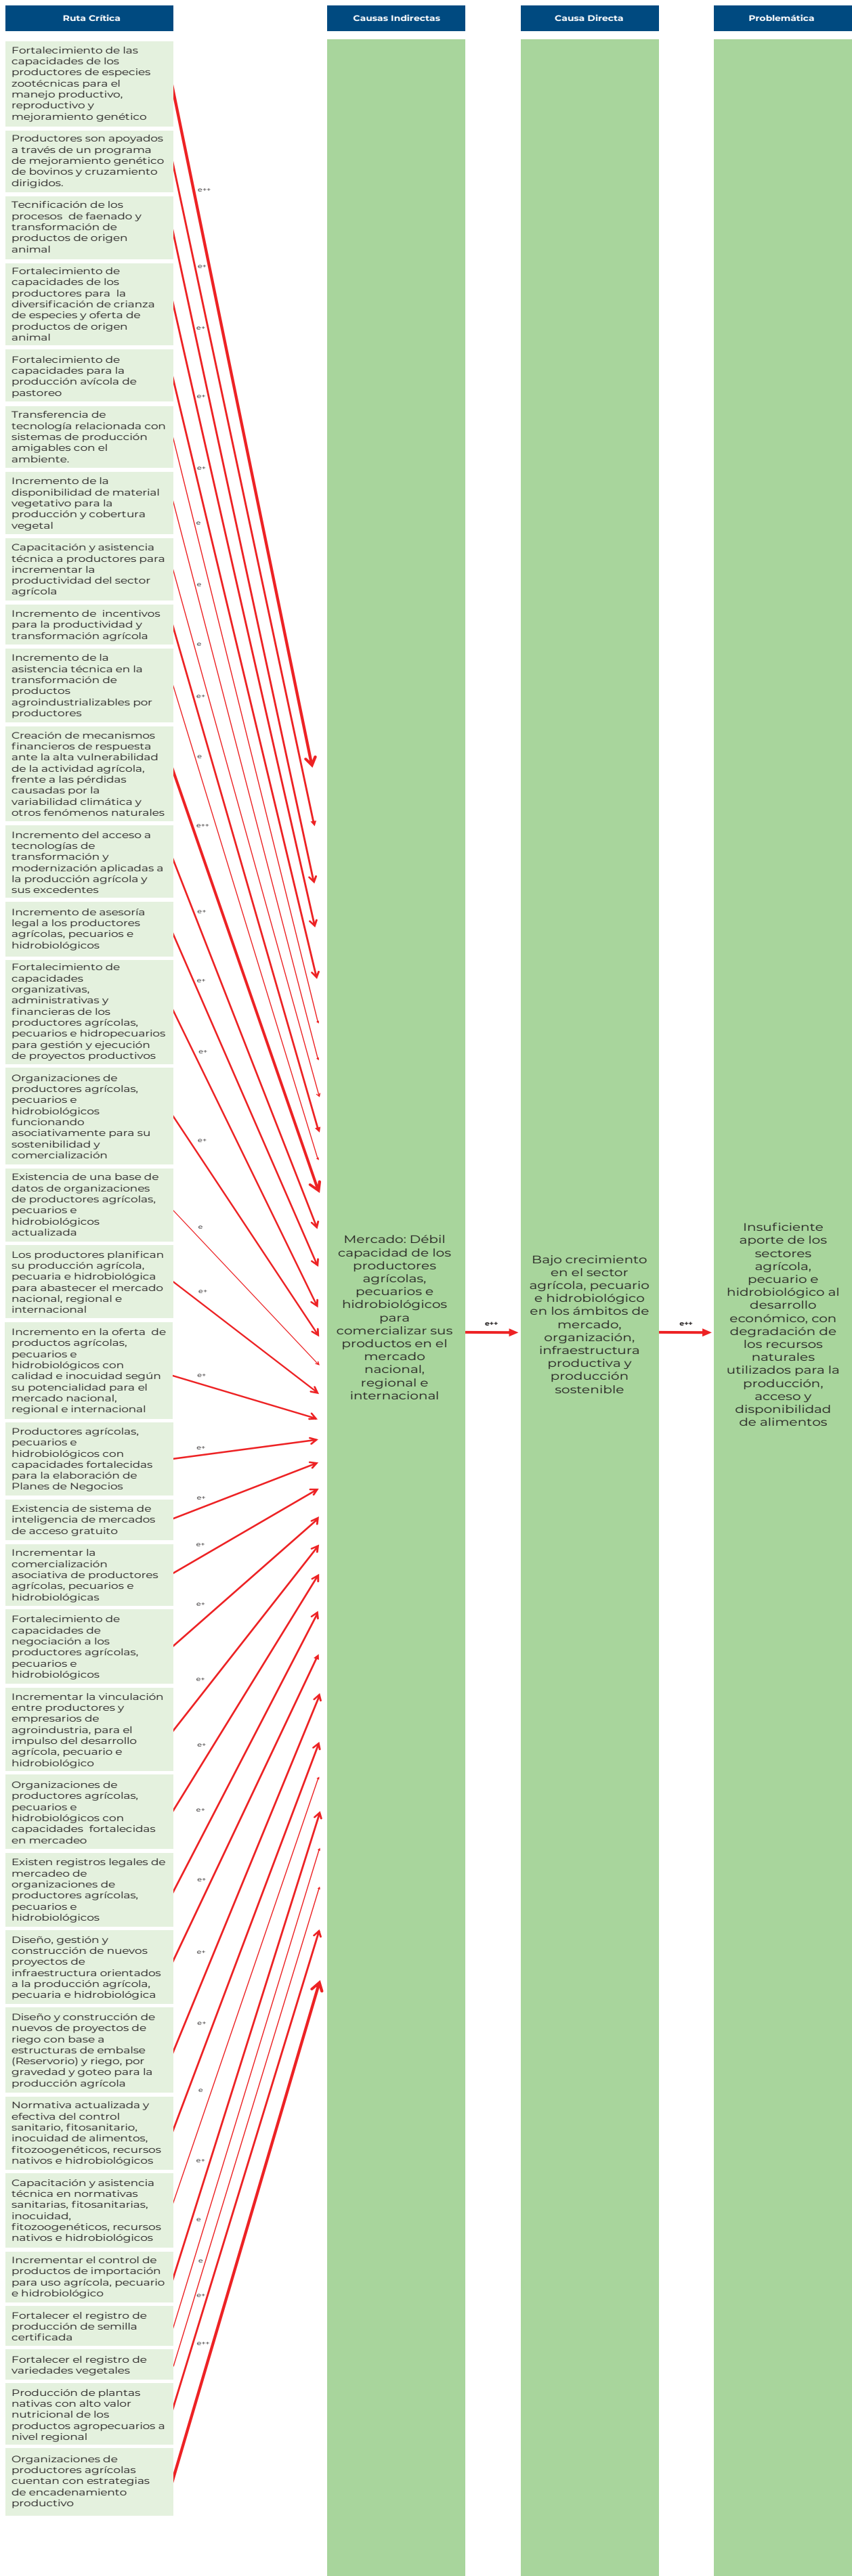 Ruta Crítica
Causas Indirectas
Causa Directa
Problemática
Fortalecimiento de las
capacidades de los
productores de especies
zootécnicas para el
manejo productivo,
reproductivo y
mejoramiento genético
Productores son apoyados
a través de un programa
de mejoramiento genético
de bovinos y cruzamiento
dirigidos.
Tecnificación de los
procesos de faenado y
transformación de
productos de origen
animal
Fortalecimiento de
capacidades de los
productores para la
diversificación de crianza
de especies y oferta de
productos de origen
animal
Fortalecimiento de
capacidades para la
producción avícola de
pastoreo
Transferencia de
tecnología relacionada con
sistemas de producción
amigables con el
ambiente.
Incremento de la
disponibilidad de material
vegetativo para la
producción y cobertura
vegetal
Capacitación y asistencia
técnica a productores para
incrementar la
productividad del sector
agrícola
Incremento de incentivos
para la productividad y
transformación agrícola
Incremento de la
asistencia técnica en la
transformación de
productos
agroindustrializables por
productores
Creación de mecanismos
financieros de respuesta
ante la alta vulnerabilidad
de la actividad agrícola,
frente a las pérdidas
causadas por la
variabilidad climática y
otros fenómenos naturales
Incremento del acceso a
tecnologías de
transformación y
modernización aplicadas a
la producción agrícola y
sus excedentes
Incremento de asesoría
legal a los productores
agrícolas, pecuarios e
hidrobiológicos
Fortalecimiento de
capacidades
organizativas,
administrativas y
financieras de los
productores agrícolas,
pecuarios e hidropecuarios
para gestión y ejecución
de proyectos productivos
Organizaciones de
productores agrícolas,
pecuarios e
hidrobiológicos
funcionando
asociativamente para su
sostenibilidad y
comercialización
Existencia de una base de
datos de organizaciones
de productores agrícolas,
pecuarios e
hidrobiológicos
actualizada
Los productores planifican
su producción agrícola,
pecuaria e hidrobiológica
para abastecer el mercado
nacional, regional e
internacional
Incremento en la oferta de
productos agrícolas,
pecuarios e
hidrobiológicos con
calidad e inocuidad según
su potencialidad para el
mercado nacional,
regional e internacional
Productores agrícolas,
pecuarios e
hidrobiológicos con
capacidades fortalecidas
para la elaboración de
Planes de Negocios
Existencia de sistema de
inteligencia de mercados
de acceso gratuito
Incrementar la
comercialización
asociativa de productores
agrícolas, pecuarios e
hidrobiológicas
Fortalecimiento de
capacidades de
negociación a los
productores agrícolas,
pecuarios e
hidrobiológicos
Incrementar la vinculación
entre productores y
empresarios de
agroindustria, para el
impulso del desarrollo
agrícola, pecuario e
hidrobiológico
Organizaciones de
productores agrícolas,
pecuarios e
hidrobiológicos con
capacidades fortalecidas
en mercadeo
Existen registros legales de
mercadeo de
organizaciones de
productores agrícolas,
pecuarios e
hidrobiológicos
Diseño, gestión y
construcción de nuevos
proyectos de
infraestructura orientados
a la producción agrícola,
pecuaria e hidrobiológica
Diseño y construcción de
nuevos de proyectos de
riego con base a
estructuras de embalse
(Reservorio) y riego, por
gravedad y goteo para la
producción agrícola
Normativa actualizada y
efectiva del control
sanitario, fitosanitario,
inocuidad de alimentos,
fitozoogenéticos, recursos
nativos e hidrobiológicos
Capacitación y asistencia
técnica en normativas
sanitarias, fitosanitarias,
inocuidad,
fitozoogenéticos, recursos
nativos e hidrobiológicos
Incrementar el control de
productos de importación
para uso agrícola, pecuario
e hidrobiológico
Fortalecer el registro de
producción de semilla
certificada
Fortalecer el registro de
variedades vegetales
Producción de plantas
nativas con alto valor
nutricional de los
productos agropecuarios a
nivel regional
Organizaciones de
productores agrícolas
cuentan con estrategias
de encadenamiento
productivo
e++
e+
e+
e+
e+
e
e
e
e+
e
e++
e+
e+
e+
e+
e
e+
e+
e+
e+
e+
e+
e+
e+
e+
e+
e+
e+
e
e+
e
e
e+
e++
Mercado: Débil
capacidad de los
productores
agrícolas,
pecuarios e
hidrobiológicos
para
comercializar sus
productos en el
mercado
nacional,
regional e
internacional
e++
Bajo crecimiento
en el sector
agrícola, pecuario
e hidrobiológico
en los ámbitos de
mercado,
organización,
infraestructura
productiva y
producción
sostenible
e++
Insuficiente
aporte de los
sectores
agrícola,
pecuario e
hidrobiológico al
desarrollo
económico, con
degradación de
los recursos
naturales
utilizados para la
producción,
acceso y
disponibilidad
de alimentos